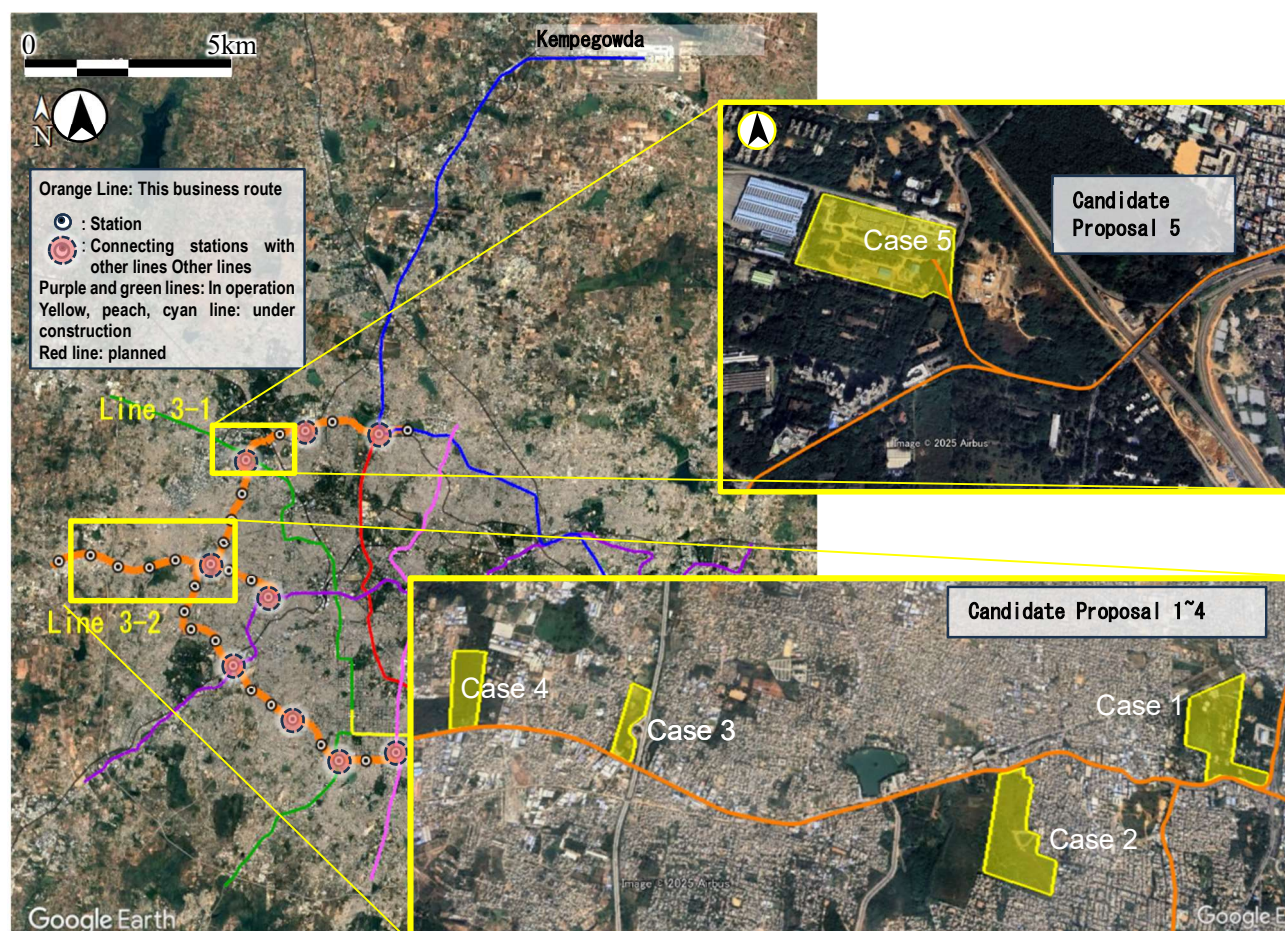 0 5km
Kempegowda
N
Orange Line: This business route
: Station
: Connecting stations with
other lines Other lines
Purple and green lines: In operation
Yellow, peach, cyan line: under
construction
Red line: planned
Line 3-1
Line 3-2
Candidate
Proposal 5
Case 5
Image © 2025 Airbus
Candidate Proposal 1~4
Case 4
Case 3
Case 1
Case 2
Image © 2025 Airbus
Google Earth
Google E